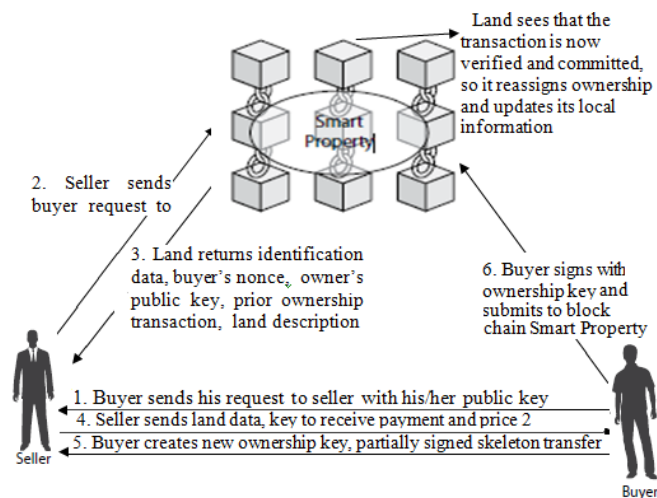 Land sees that the
transaction is now
verified and committed,
so it reassigns ownership
and updates its local
information
Smart
Property
2. Seller sends
buyer request to
3. Land returns identification
data, buyer's nonce, owner's
public key, prior ownership
transaction, land description
6. Buyer signs with
ownership key and
submits to block
chain Smart Property
1. Buyer sends his request to seller with his/her public key
4. Seller sends land data, key to receive payment and price 2
5. Buyer creates new ownership key, partially signed skeleton transfer
Seller
Buyer